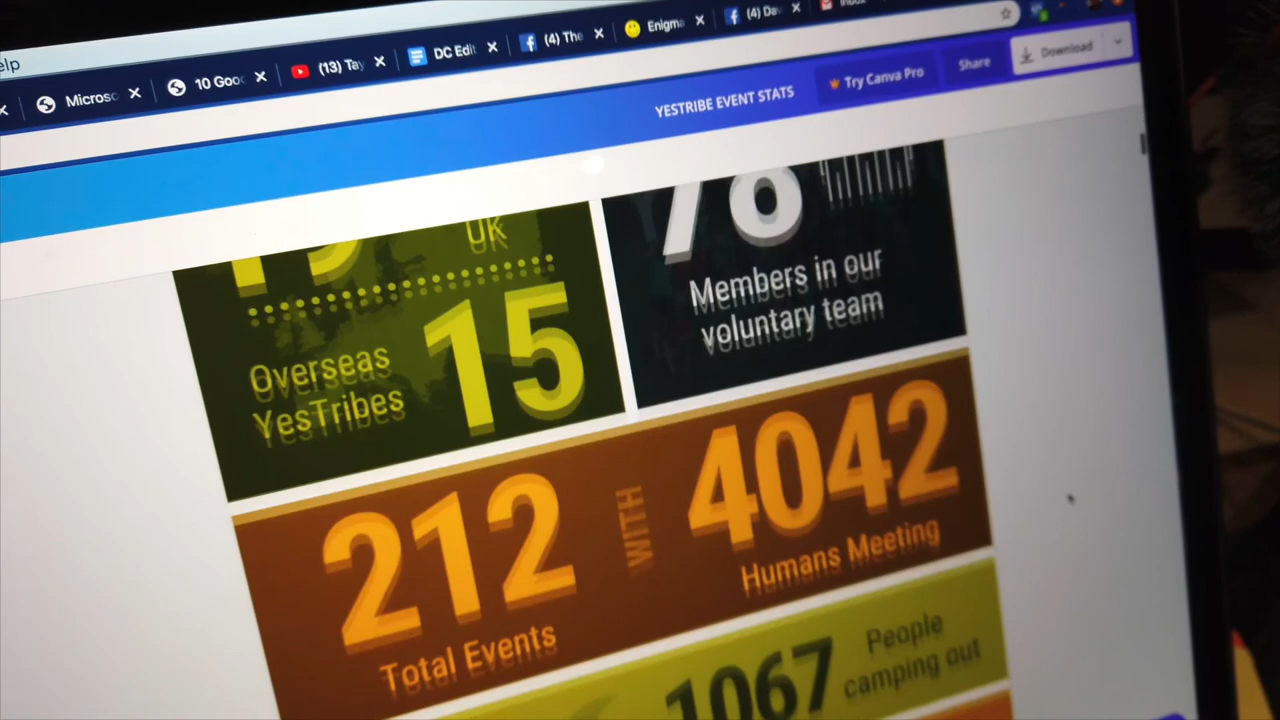 Microso
10 Goo
(13) Tay
DC Edit
(4) The
Enigma
(4) Da
YESTRIBE EVENT STATS
Try Canva Pro
Share
Download
UK
Overseas
YesTribes
15
Members in our
voluntary team
212
WITH
4042
Total Events
Humans Meeting
1067
People
camping out